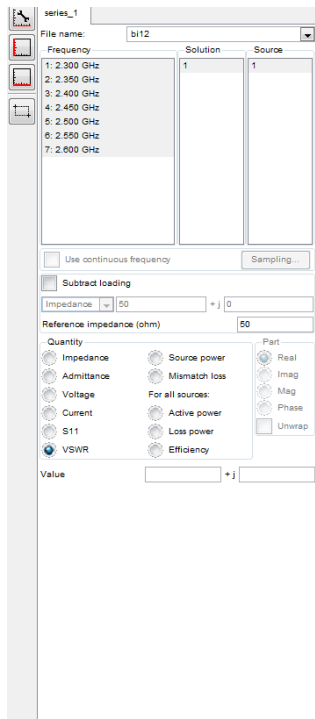 series_1
File name: bi12
Frequency Solution Source
1: 2.300 GHz 1 1
2: 2.350 GHz
3: 2.400 GHz
4: 2.450 GHz
5: 2.500 GHz
6: 2.550 GHz
7: 2.600 GHz
Use continuous frequency Sampling...
Subtract loading
Impedance 50 + j 0
Reference impedance (ohm) 50
Quantity Part
Impedance Source power Real
Admittance Mismatch loss Imag
Voltage For all sources: Mag
Current Active power Phase
S11 Loss power Unwrap
VSWR Efficiency
Value + j